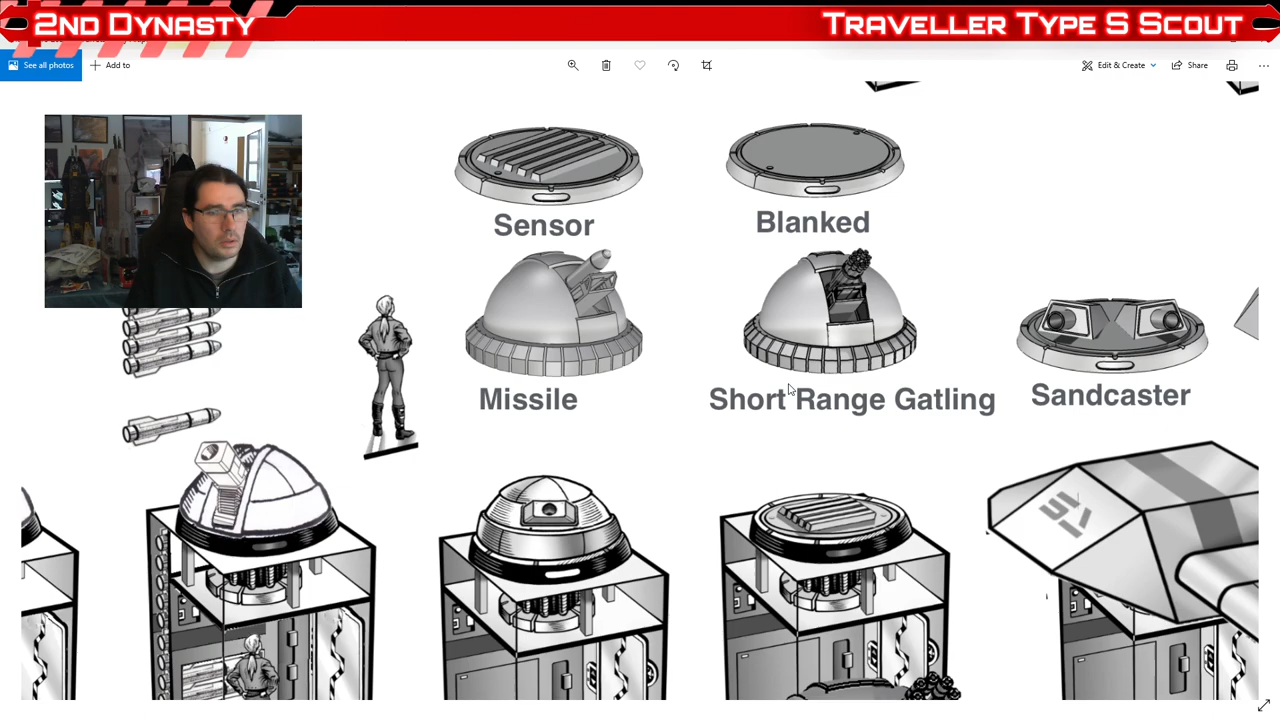 2nd Dynasty
Traveller Type S Scout
See all photos
Add to
Edit & Create
Share
Sensor
Blanked
Missile
Short Range Gatling
Sandcaster